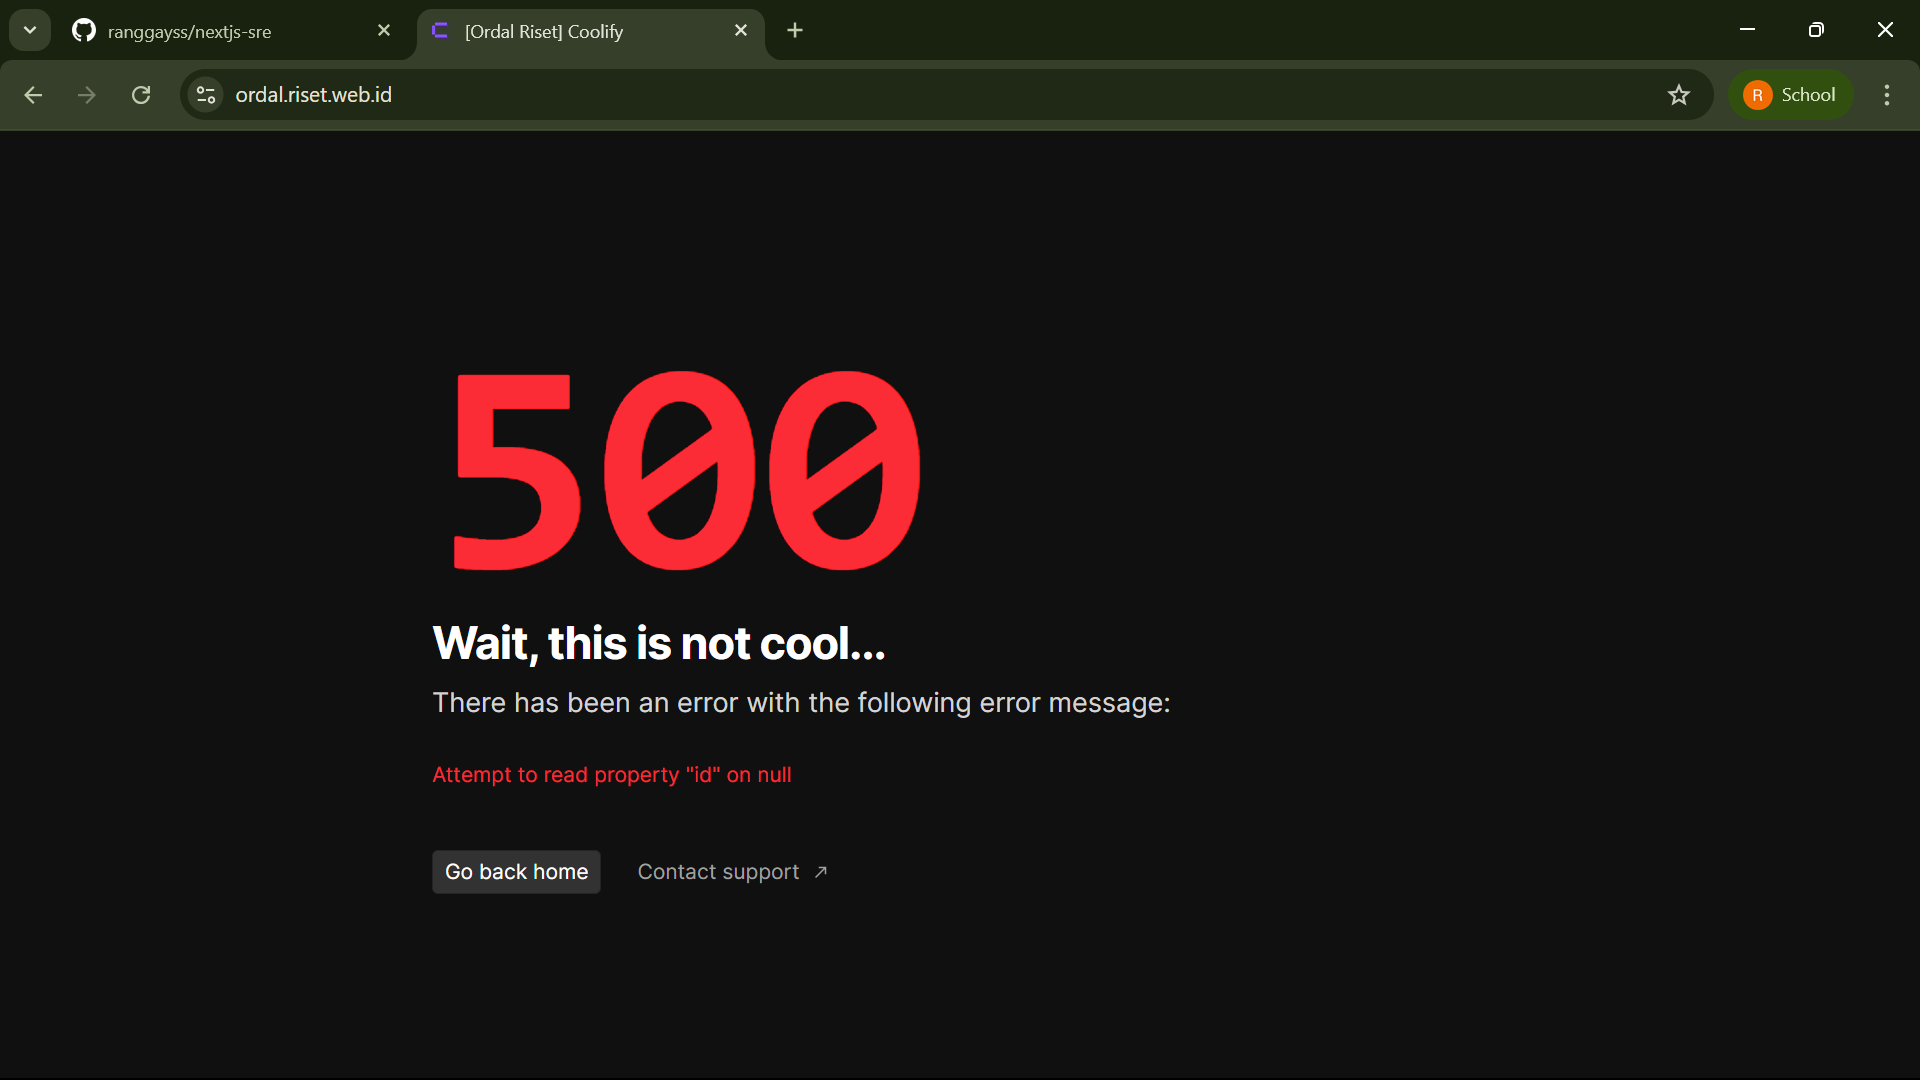 ranggayss/nextjs-sre
[Ordal Riset] Coolify
ordal.riset.web.id
R School
500
Wait, this is not cool...
There has been an error with the following error message:
Attempt to read property "id" on null
Go back home
Contact support